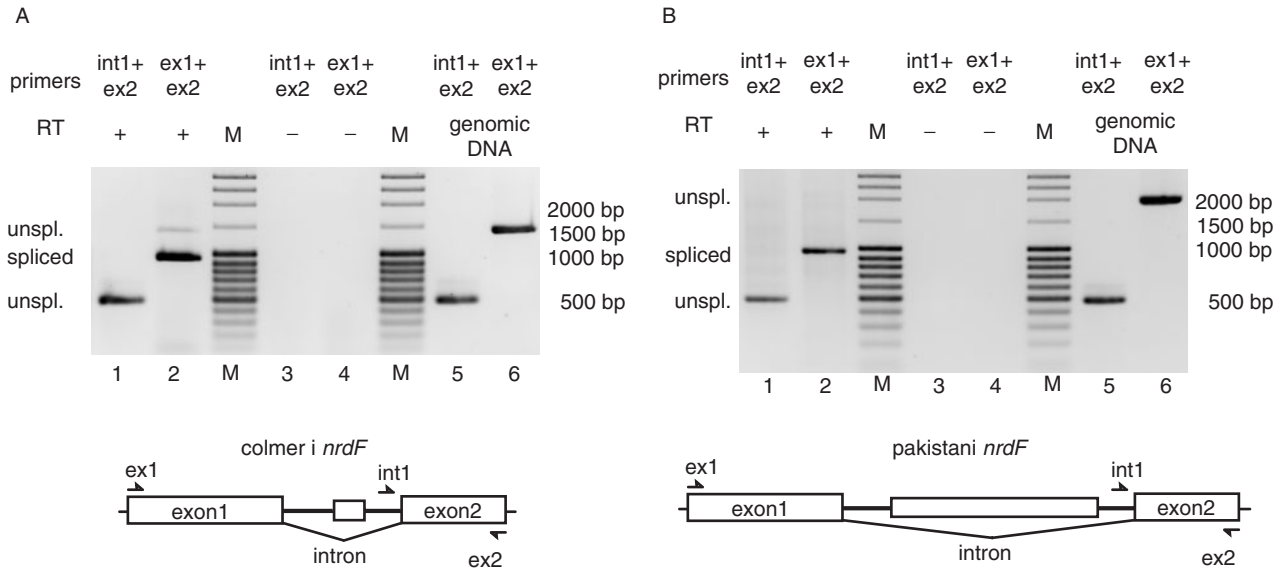 A
primers int1+ ex1+ int1+ ex1+ int1+ ex1+
ex2 ex2 ex2 ex2 ex2 ex2
RT + + M – – M genomic
DNA
unspl.
spliced
unspl.
2000 bp
1500 bp
1000 bp
500 bp
1 2 M 3 4 M 5 6
colmer i nrdF
ex1 int1
exon1 exon2
intron
ex2
B
primers int1+ ex1+ int1+ ex1+ int1+ ex1+
ex2 ex2 ex2 ex2 ex2 ex2
RT + + M – – M genomic
DNA
unspl.
spliced
unspl.
2000 bp
1500 bp
1000 bp
500 bp
1 2 M 3 4 M 5 6
pakistani nrdF
ex1 int1
exon1 exon2
intron
ex2